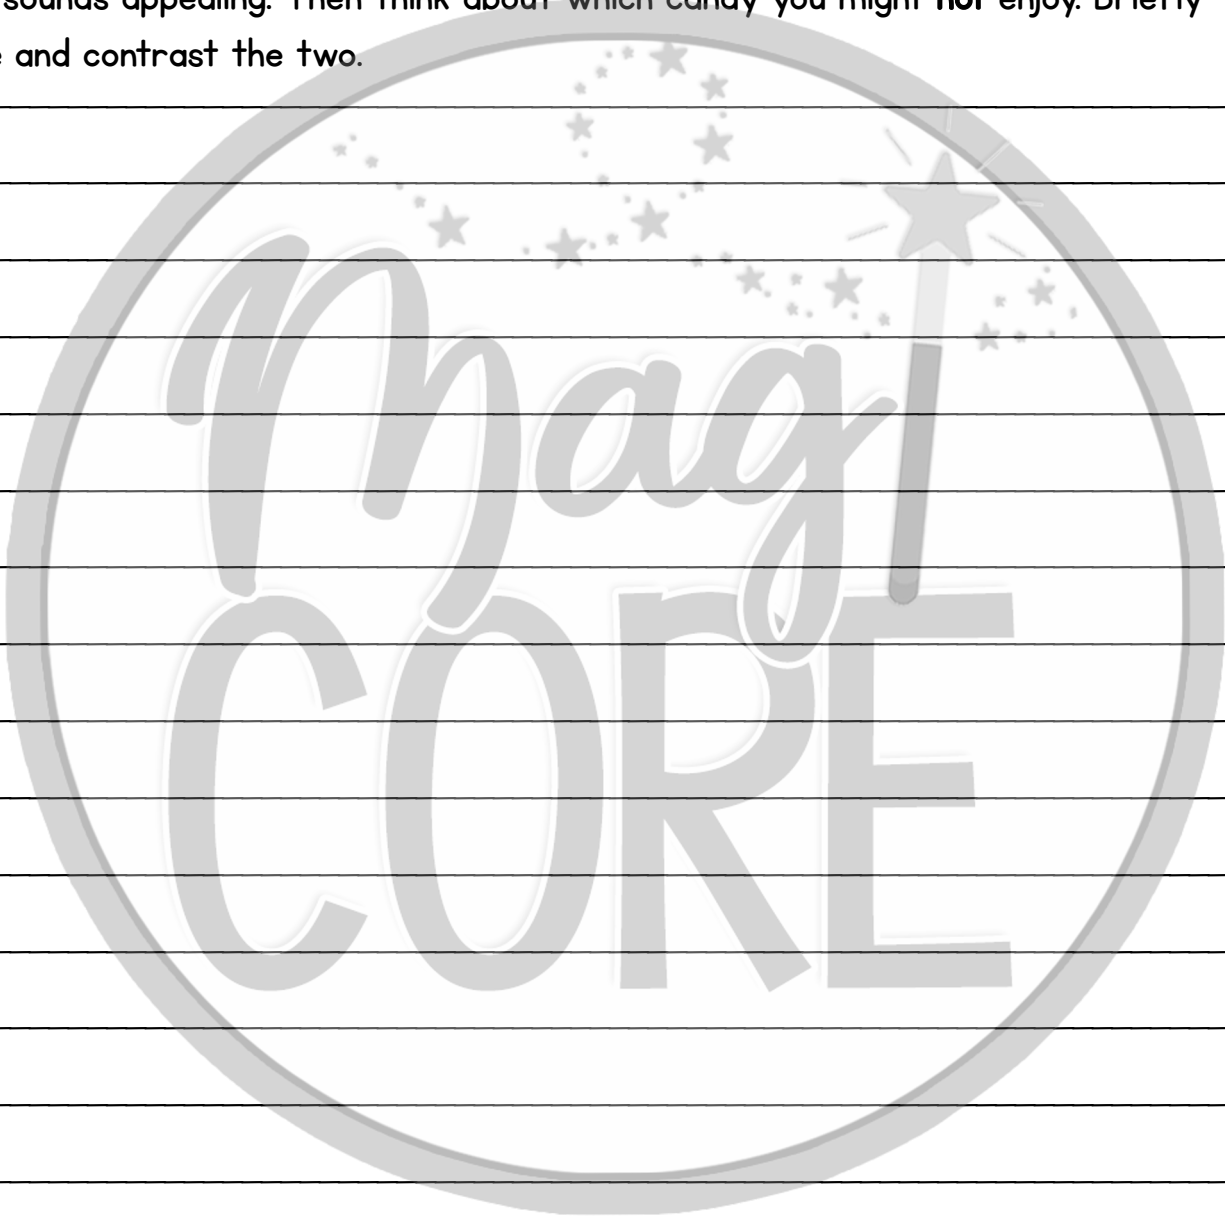 sounds appealing. Then think about which candy you might not enjoy. Briefly
and contrast the two.
Magi
CORE